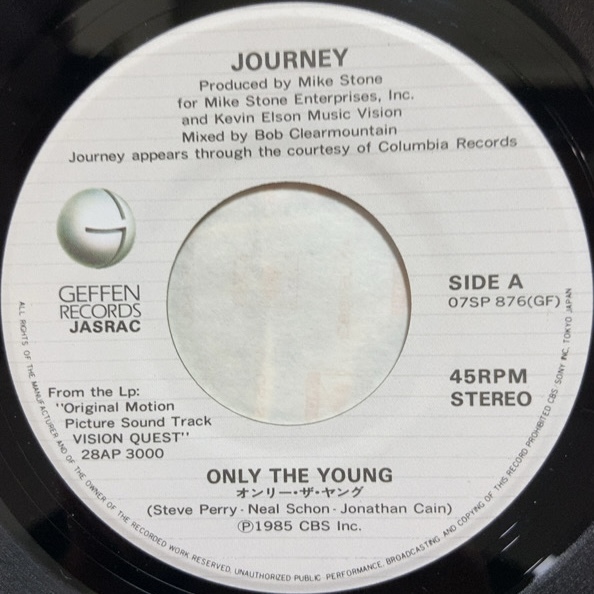 JOURNEY
Produced by Mike Stone
for Mike Stone Enterprises, Inc.
and Kevin Elson Music Vision
Mixed by Bob Clearmountain
Journey appears through the courtesy of Columbia Records
G
GEFFEN
RECORDS
JASRAC
SIDE A
07SP 876(GF)
45RPM
STEREO
From the Lp:
"Original Motion
Picture Sound Track
VISION QUEST"
28AP 3000
ONLY THE YOUNG
オンリー・ザ・ヤング
(Steve Perry · Neal Schon · Jonathan Cain)
Ⓟ1985 CBS Inc.
ALL RIGHTS OF THE MANUFACTURER AND OF THE OWNER OF THE RECORDED WORK RESERVED. UNAUTHORIZED PUBLIC PERFORMANCE, BROADCASTING AND COPYING OF THIS RECORD PROHIBITED CBS/SONY INC. TOKYO JAPAN